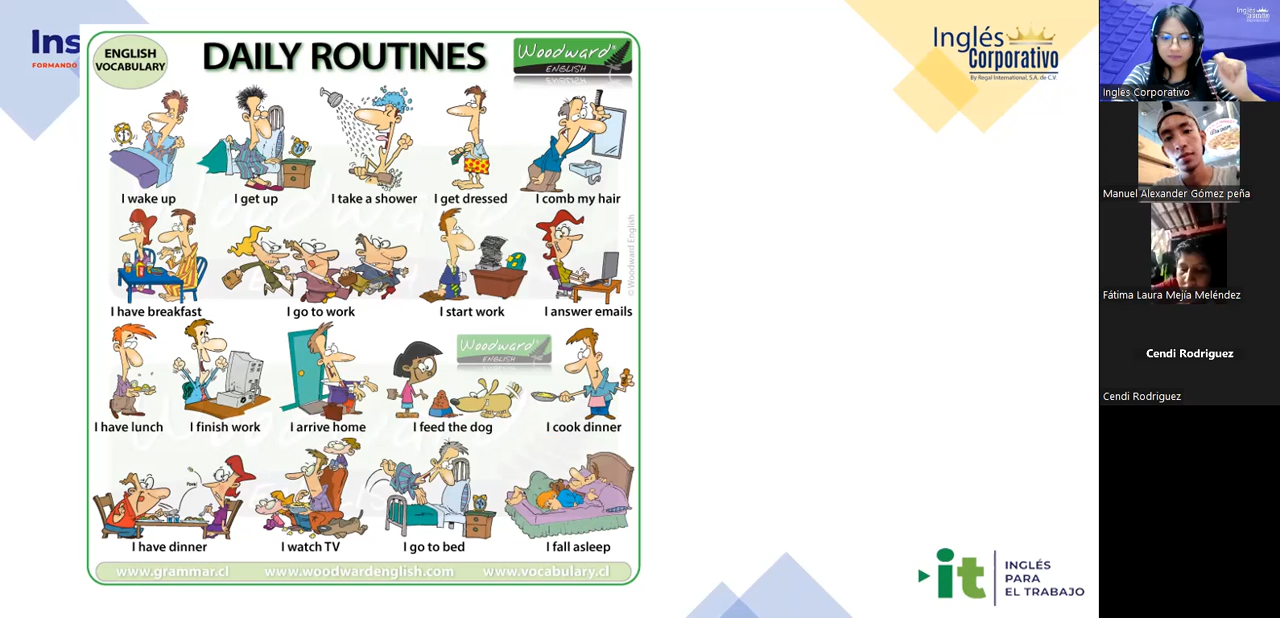 Ins
FORMANDO
ENGLISH
VOCABULARY
DAILY ROUTINES
Woodward®
ENGLISH
Inglés
Corporativo
By Regal International, S.A. de C.V.
I wake up
I get up
I take a shower
I get dressed
I comb my hair
I have breakfast
I go to work
I start work
I answer emails
© Woodward English
Woodward®
ENGLISH
I have lunch
I finish work
I arrive home
I feed the dog
I cook dinner
I have dinner
I watch TV
I go to bed
I fall asleep
www.grammar.cl www.woodwardenglish.com www.vocabulary.cl
it
INGLÉS
PARA
EL TRABAJO
Inglés
Corporativo
Ingles Corporativo
Manuel Alexander Gómez peña
Fátima Laura Mejía Meléndez
Cendi Rodriguez
Cendi Rodriguez